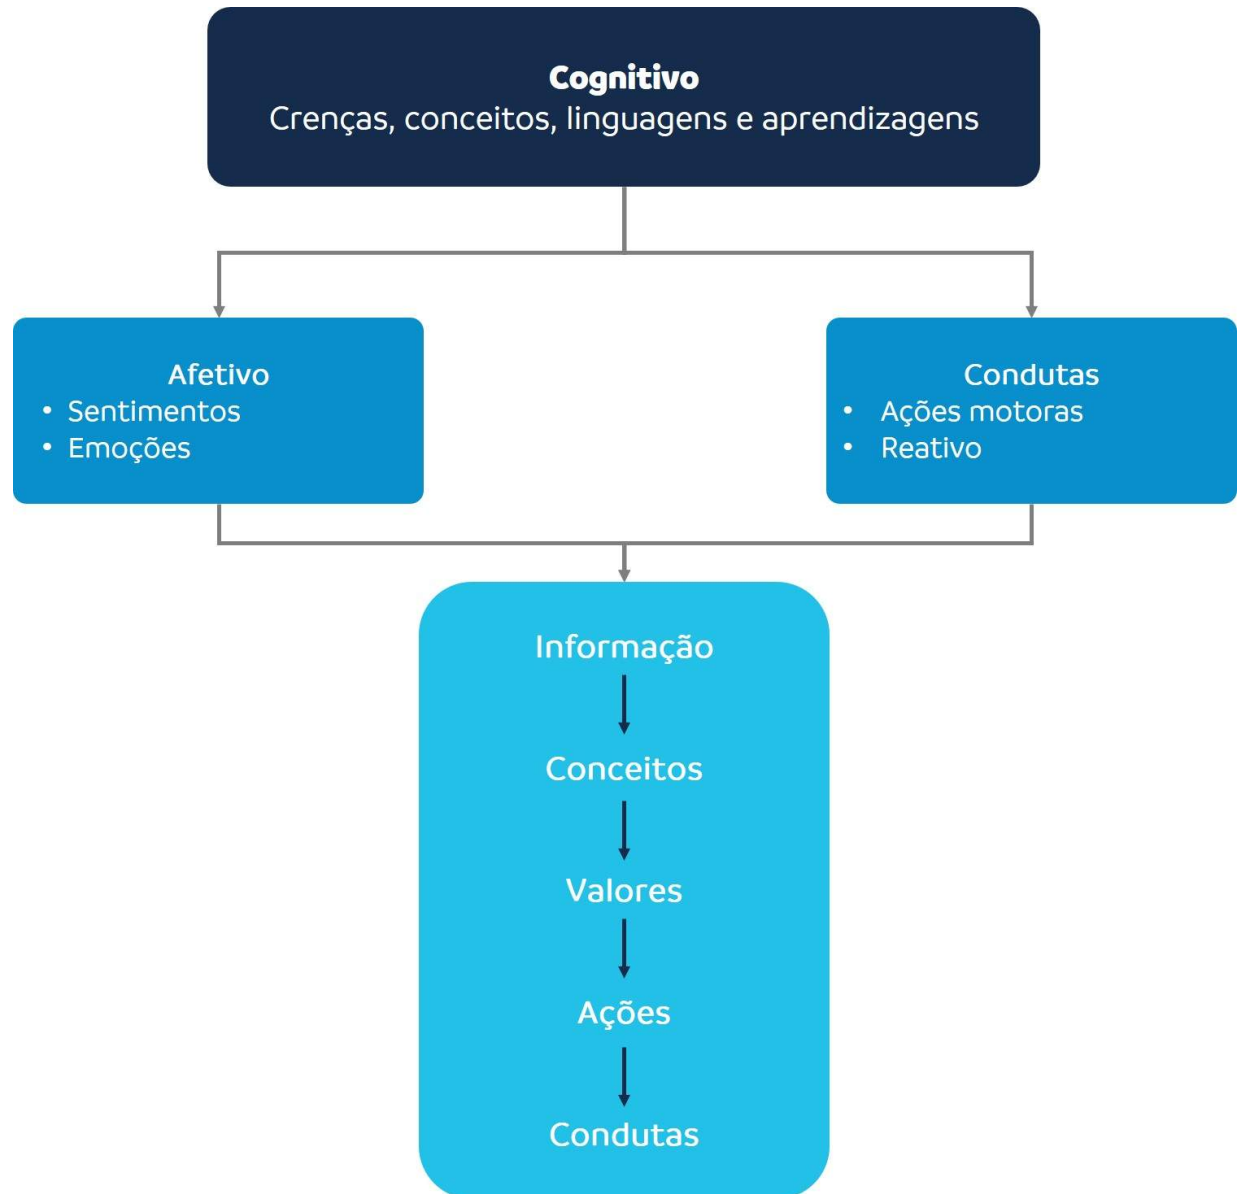 Cognitivo
Crenças, conceitos, linguagens e aprendizagens
Afetivo
• Sentimentos
• Emoções
Condutas
• Ações motoras
• Reativo
Informação
Conceitos
Valores
Ações
Condutas